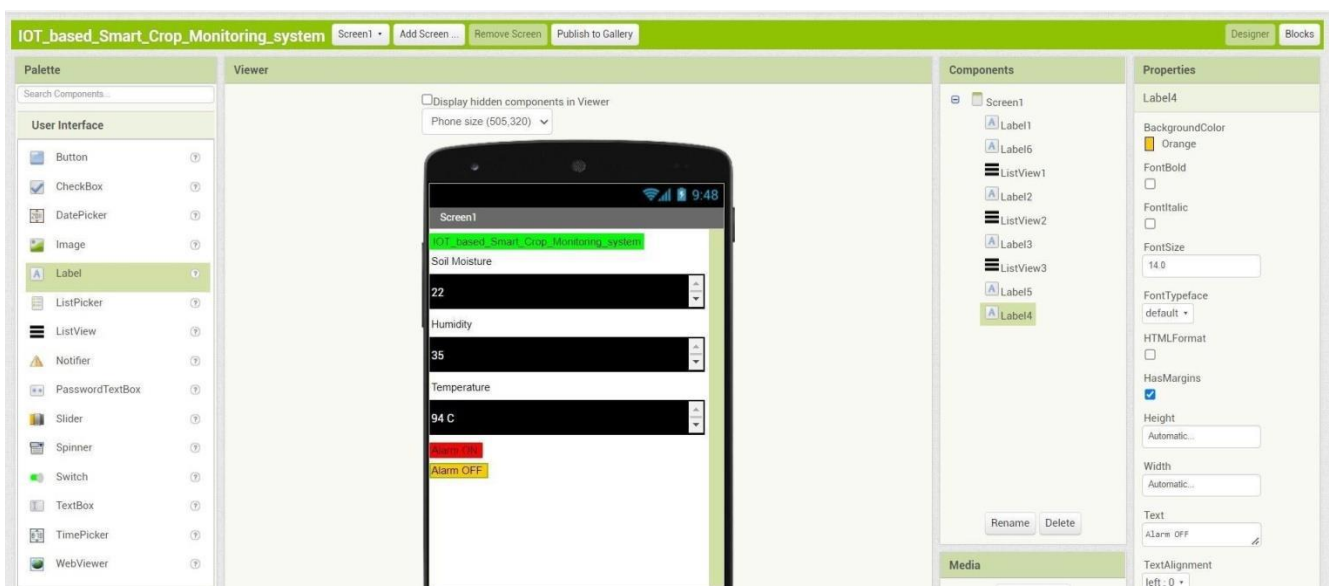 IOT_based_Smart_Crop_Monitoring_system Screen1 Add Screen ... Remove Screen Publish to Gallery Designer Blocks
Palette
Search Components...
User Interface
Button
CheckBox
DatePicker
Image
Label
ListPicker
ListView
Notifier
PasswordTextBox
Slider
Spinner
Switch
TextBox
TimePicker
WebViewer
Viewer
Display hidden components in Viewer
Phone size (505,320)
9:48
Screen1
IOT_based_Smart_Crop_Monitoring_system
Soil Moisture
22
Humidity
35
Temperature
94 C
Alarm ON
Alarm OFF
Components
Screen1
Label1
Label6
ListView1
Label2
ListView2
Label3
ListView3
Label5
Label4
Rename Delete
Media
Properties
Label4
BackgroundColor
Orange
FontBold
FontItalic
FontSize
14.0
FontTypeface
default
HTMLFormat
HasMargins
Height
Automatic...
Width
Automatic...
Text
Alarm OFF
TextAlignment
left : 0